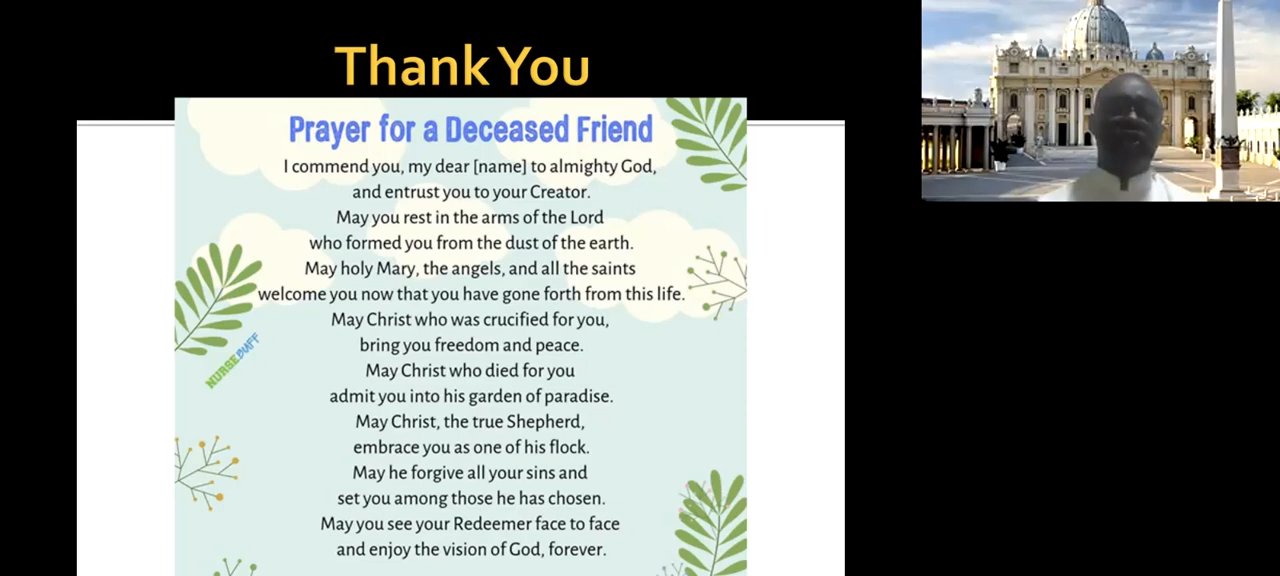 Thank You
Prayer for a Deceased Friend
I commend you, my dear [name] to almighty God,
and entrust you to your Creator.
May you rest in the arms of the Lord
who formed you from the dust of the earth.
May holy Mary, the angels, and all the saints
welcome you now that you have gone forth from this life.
May Christ who was crucified for you,
bring you freedom and peace.
May Christ who died for you
admit you into his garden of paradise.
May Christ, the true Shepherd,
embrace you as one of his flock.
May he forgive all your sins and
set you among those he has chosen.
May you see your Redeemer face to face
and enjoy the vision of God, forever.
NURSEBUFF